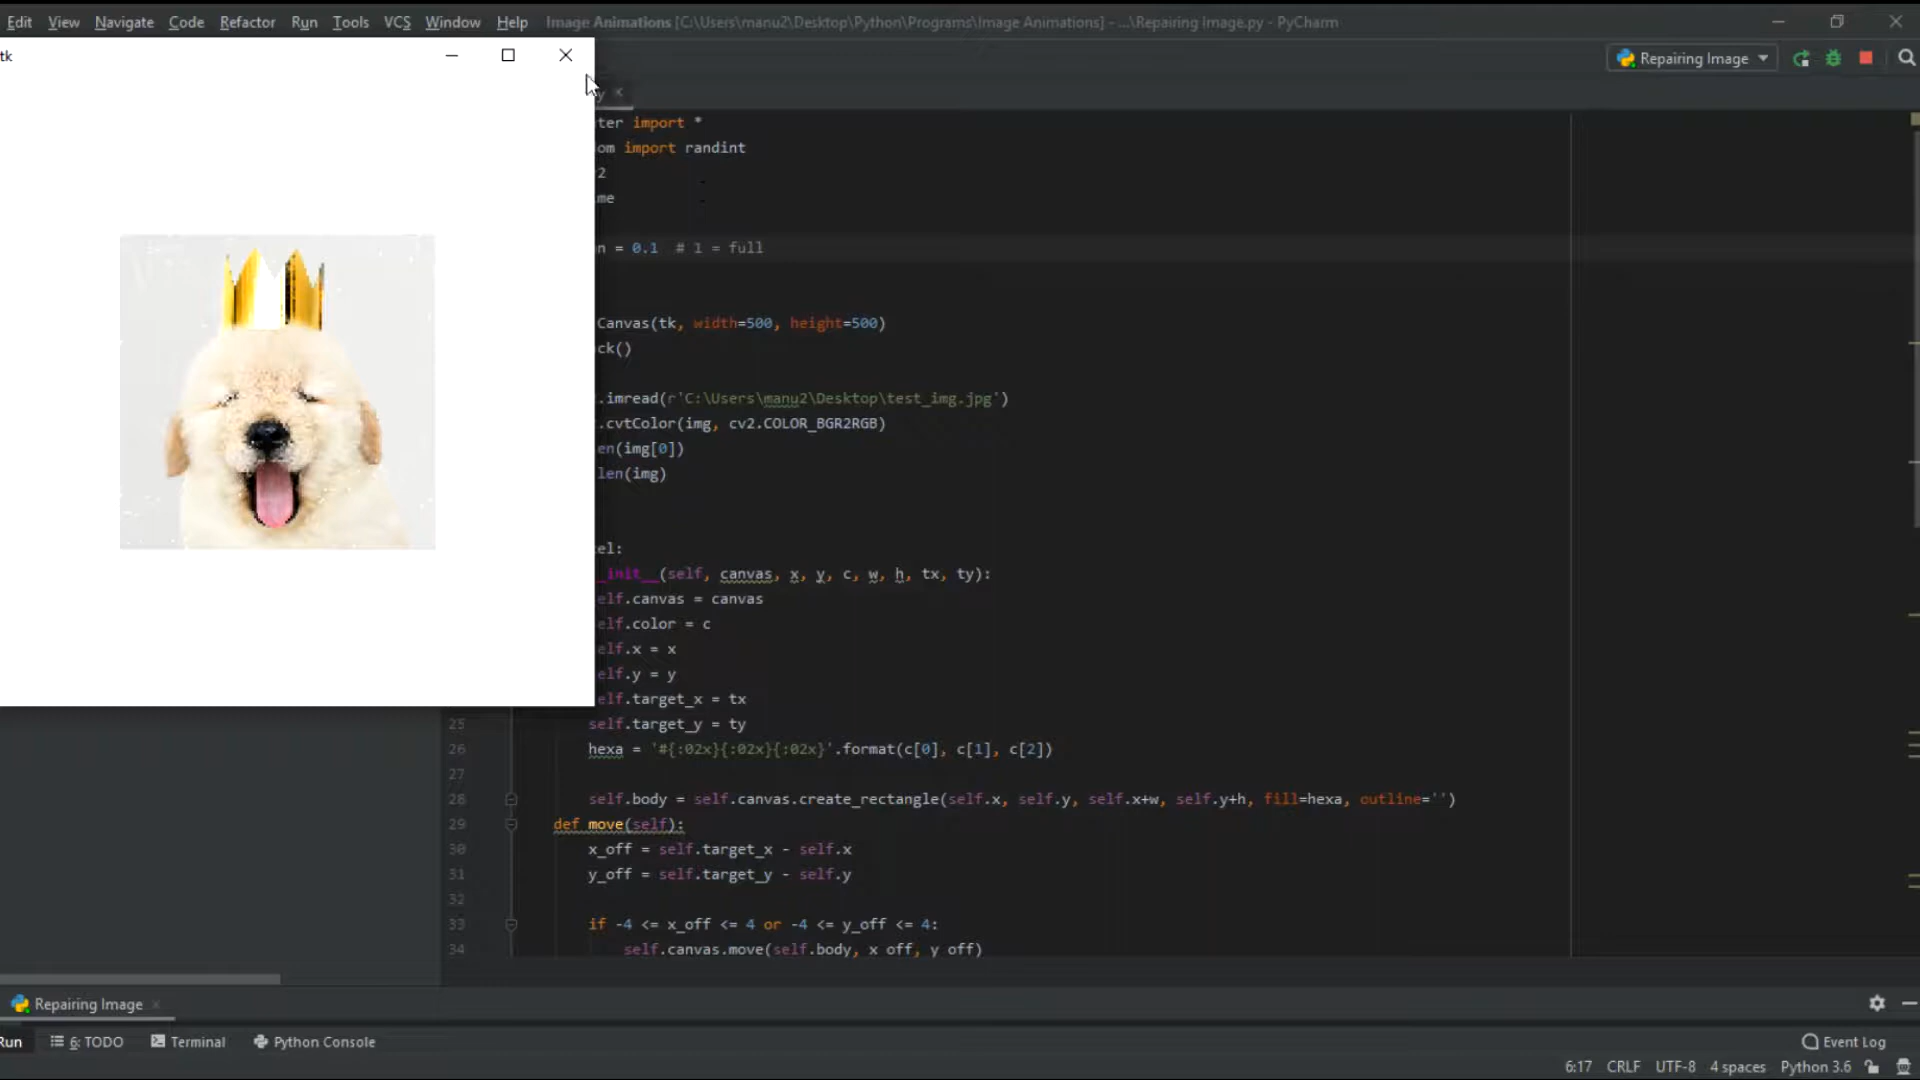 Edit View Navigate Code Refactor Run Tools VCS Window Help Image Animations [C:\Users\manu2\Desktop\Python\Programs\Image Animations] - ...\Repairing Image.py - PyCharm
tk
Repairing Image
y
ter import *
om import randint
2
me
n = 0.1 # 1 = full
Canvas(tk, width=500, height=500)
ck()
.imread(r'C:\Users\manu2\Desktop\test_img.jpg')
.cvtColor(img, cv2.COLOR_BGR2RGB)
en(img[0])
len(img)
el:
_init__(self, canvas, x, y, c, w, h, tx, ty):
elf.canvas = canvas
elf.color = c
elf.x = x
elf.y = y
elf.target_x = tx
25 self.target_y = ty
26 hexa = '#{:02x}{:02x}{:02x}'.format(c[0], c[1], c[2])
27
28 self.body = self.canvas.create_rectangle(self.x, self.y, self.x+w, self.y+h, fill=hexa, outline='')
29 def move(self):
30 x_off = self.target_x - self.x
31 y_off = self.target_y - self.y
32
33 if -4 <= x_off <= 4 or -4 <= y_off <= 4:
34 self.canvas.move(self.body, x_off, y_off)
Repairing Image
Run 6: TODO Terminal Python Console Event Log
6:17 CRLF UTF-8 4 spaces Python 3.6